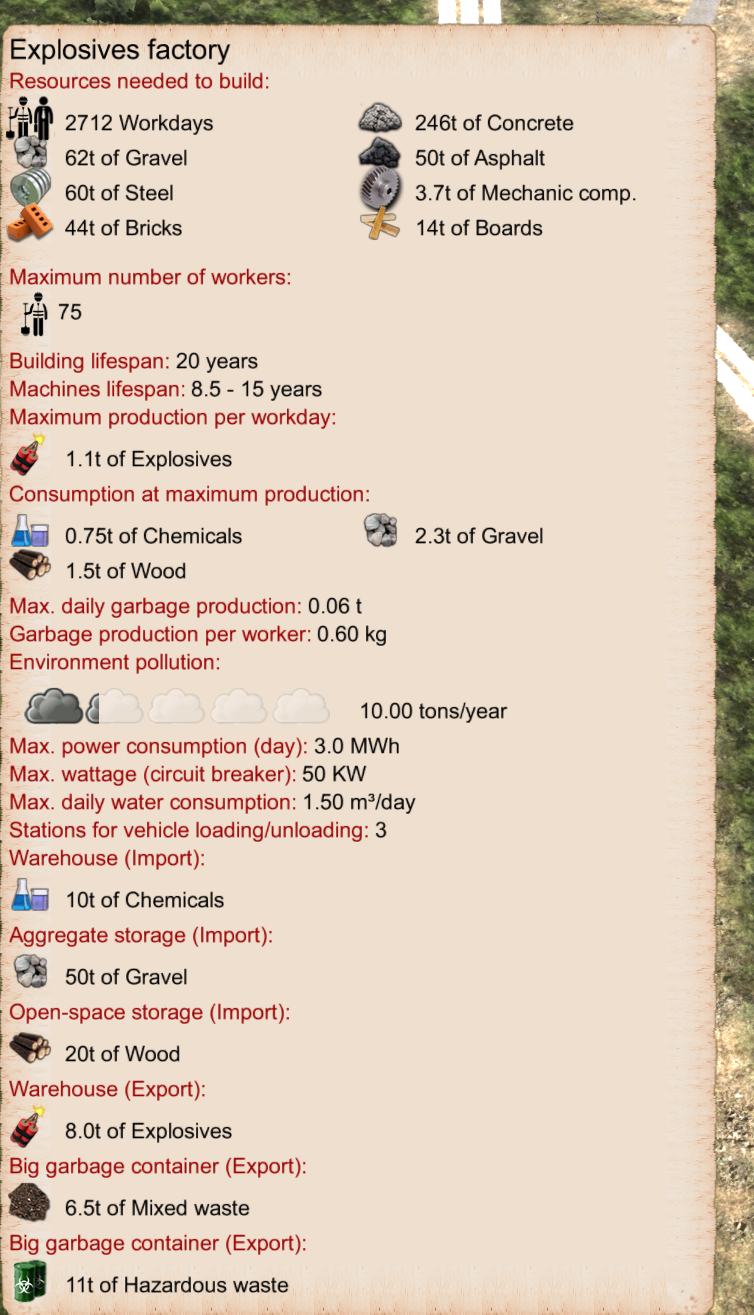 Explosives factory
Resources needed to build:
2712 Workdays 246t of Concrete
62t of Gravel 50t of Asphalt
60t of Steel 3.7t of Mechanic comp.
44t of Bricks 14t of Boards
Maximum number of workers:
75
Building lifespan: 20 years
Machines lifespan: 8.5 - 15 years
Maximum production per workday:
1.1t of Explosives
Consumption at maximum production:
0.75t of Chemicals 2.3t of Gravel
1.5t of Wood
Max. daily garbage production: 0.06 t
Garbage production per worker: 0.60 kg
Environment pollution:
10.00 tons/year
Max. power consumption (day): 3.0 MWh
Max. wattage (circuit breaker): 50 KW
Max. daily water consumption: 1.50 m³/day
Stations for vehicle loading/unloading: 3
Warehouse (Import):
10t of Chemicals
Aggregate storage (Import):
50t of Gravel
Open-space storage (Import):
20t of Wood
Warehouse (Export):
8.0t of Explosives
Big garbage container (Export):
6.5t of Mixed waste
Big garbage container (Export):
11t of Hazardous waste